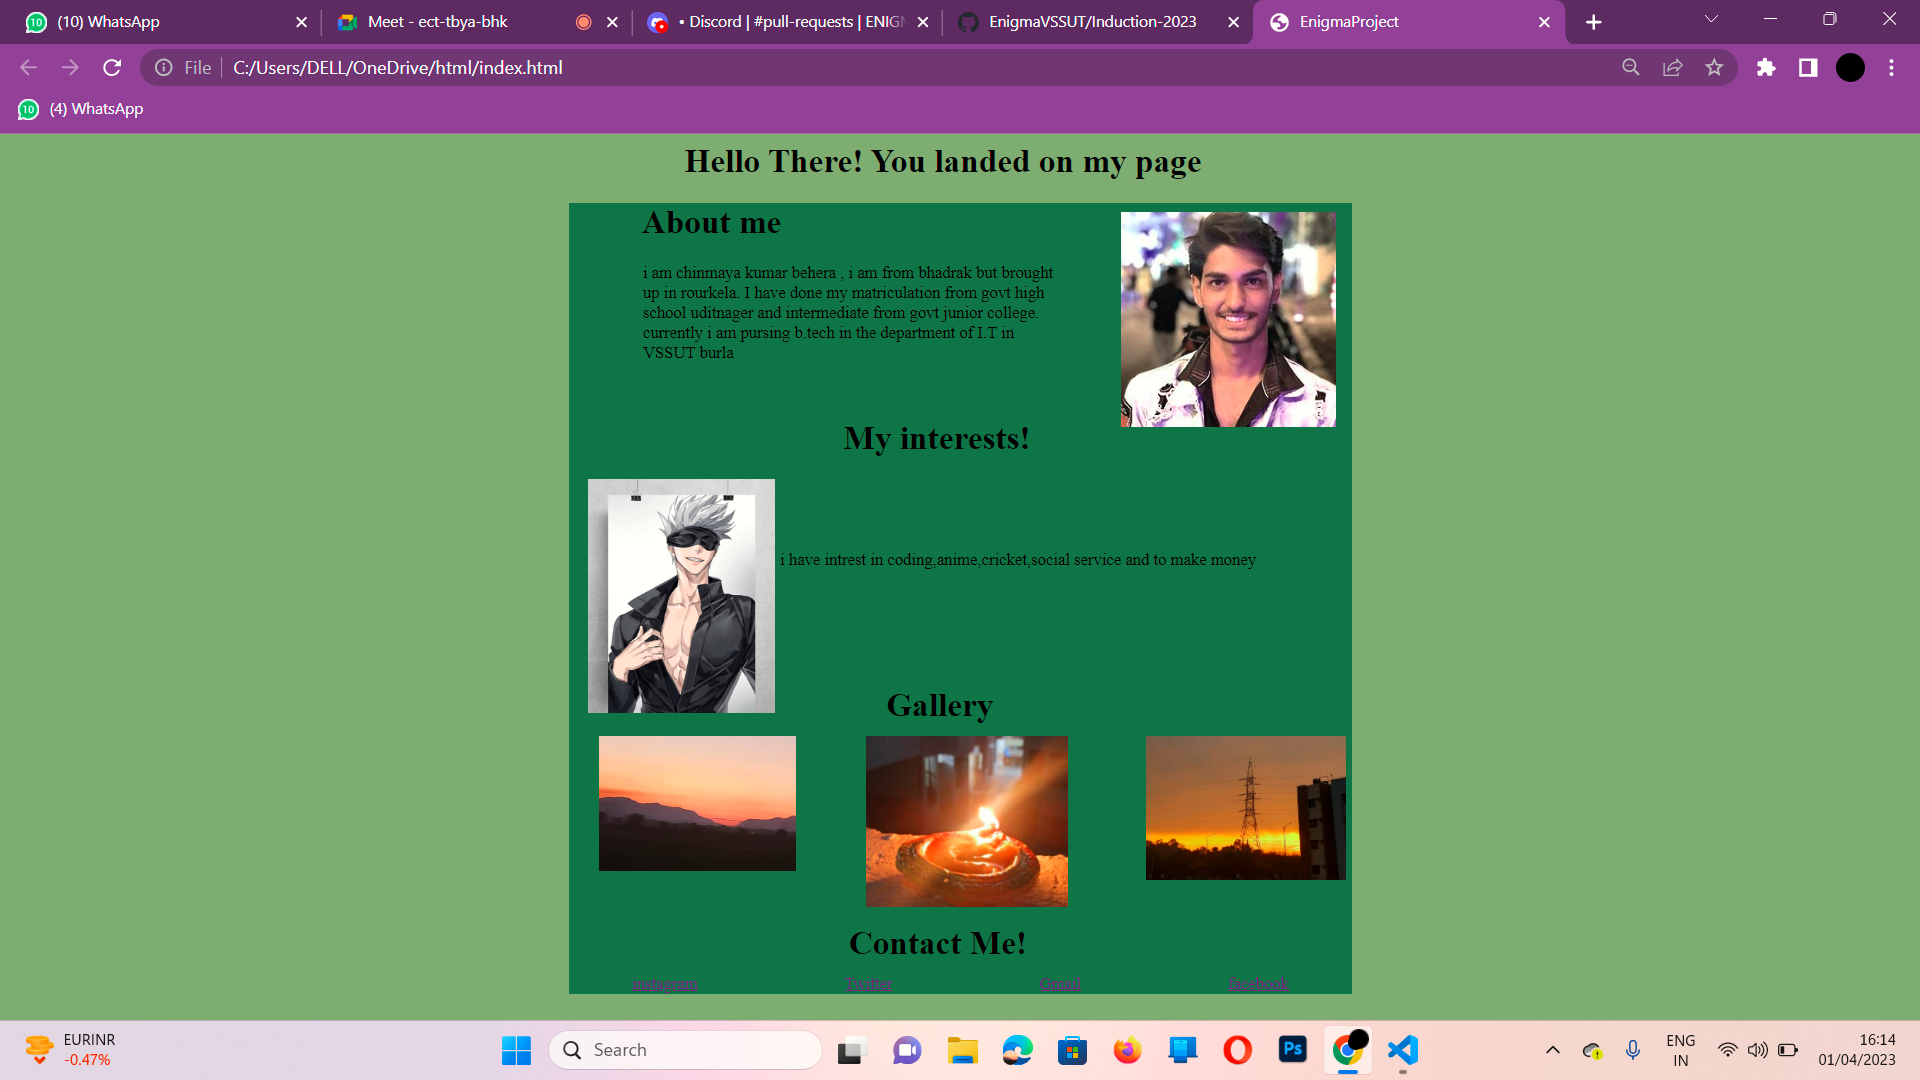 (10) WhatsApp
Meet - ect-tbya-bhk
• Discord | #pull-requests | ENIGM
EnigmaVSSUT/Induction-2023
EnigmaProject
File
C:/Users/DELL/OneDrive/html/index.html
10
(4) WhatsApp
Hello There! You landed on my page
About me
i am chinmaya kumar behera , i am from bhadrak but brought
up in rourkela. I have done my matriculation from govt high
school uditnager and intermediate from govt junior college.
currently i am pursing b.tech in the department of I.T in
VSSUT burla
My interests!
i have intrest in coding,anime,cricket,social service and to make money
Gallery
Contact Me!
Twitter
Gmail
facebook
EURINR
-0.47%
Search
Ps
ENG
IN
16:14
01/04/2023